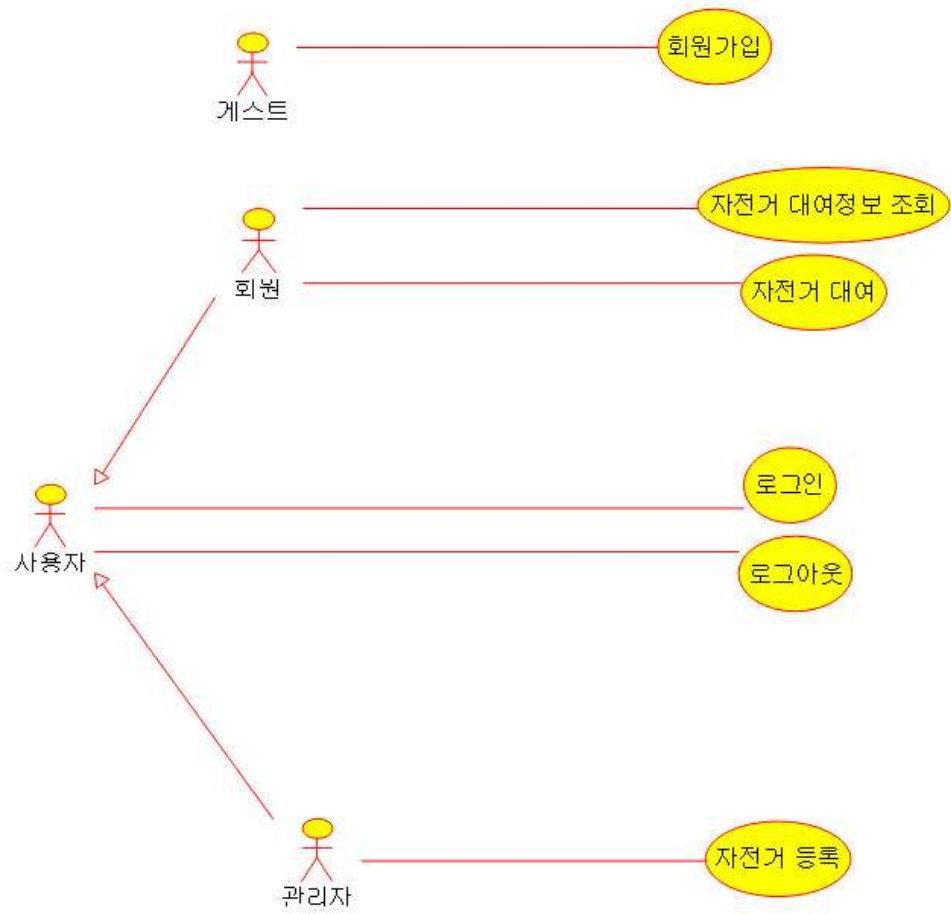 회원가입
게스트
자전거 대여정보 조회
회원
자전거 대여
로그인
사용자
로그아웃
자전거 등록
관리자